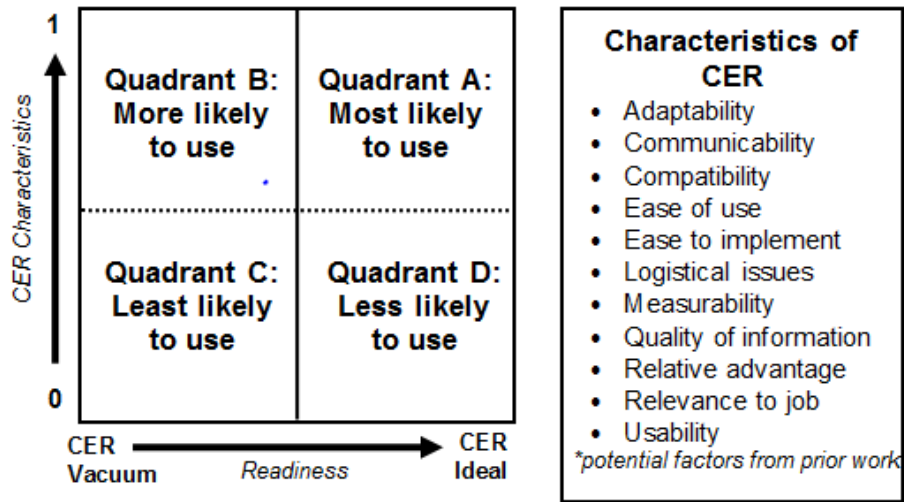 1
CER Characteristics
0
Quadrant B:
More likely
to use
Quadrant A:
Most likely
to use
Quadrant C:
Least likely
to use
Quadrant D:
Less likely
to use
CER
Vacuum
Readiness
CER
Ideal
Characteristics of
CER
• Adaptability
• Communicability
• Compatibility
• Ease of use
• Ease to implement
• Logistical issues
• Measurability
• Quality of information
• Relative advantage
• Relevance to job
• Usability
*potential factors from prior work